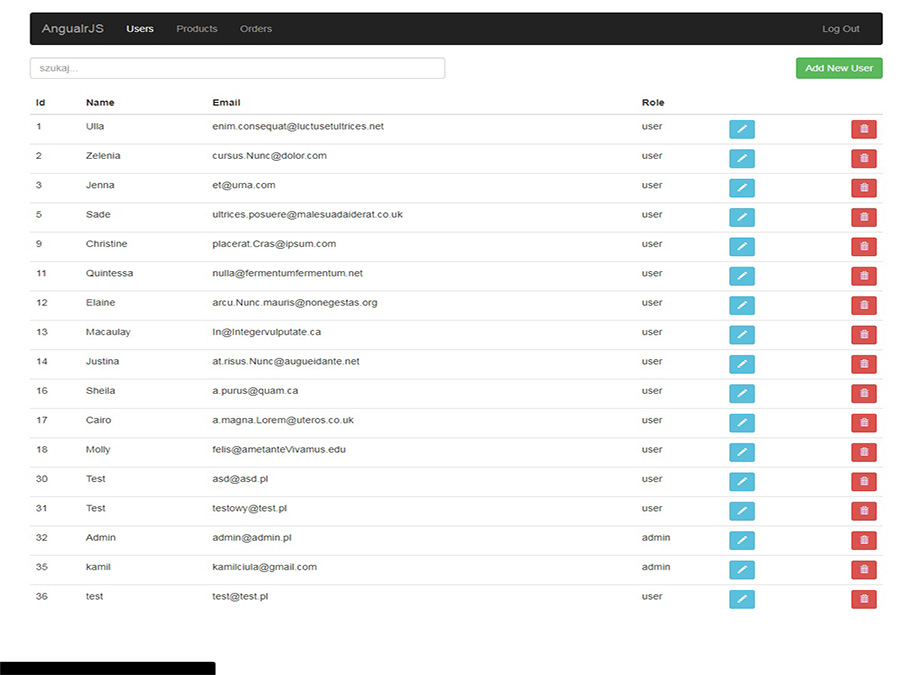 AngualrJS Users Products Orders Log Out
szukaj... Add New User
Id Name Email Role
1 Ulla enim.consequat@luctusetultrices.net user
2 Zelenia cursus.Nunc@dolor.com user
3 Jenna et@urna.com user
5 Sade ultrices.posuere@malesuadaiderat.co.uk user
9 Christine placerat.Cras@ipsum.com user
11 Quintessa nulla@fermentumfermentum.net user
12 Elaine arcu.Nunc.mauris@nonegestas.org user
13 Macaulay In@Integervulputate.ca user
14 Justina at.risus.Nunc@augueidante.net user
16 Sheila a.purus@quam.ca user
17 Cairo a.magna.Lorem@uteros.co.uk user
18 Molly felis@ametanteVivamus.edu user
30 Test asd@asd.pl user
31 Test testowy@test.pl user
32 Admin admin@admin.pl admin
35 kamil kamilciula@gmail.com admin
36 test test@test.pl user